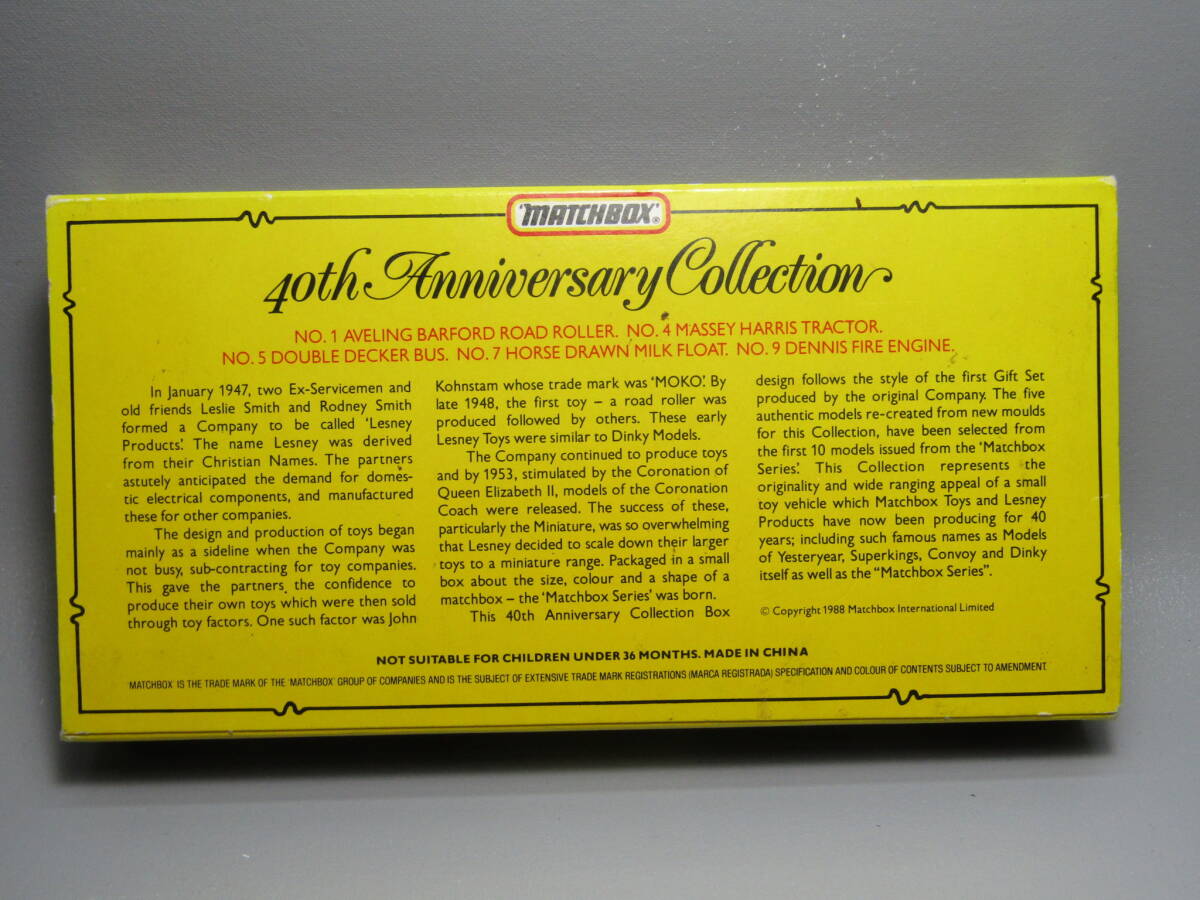 'MATCHBOX'®
40th Anniversary Collection
NO. 1 AVELING BARFORD ROAD ROLLER. NO. 4 MASSEY HARRIS TRACTOR.
NO. 5 DOUBLE DECKER BUS. NO. 7 HORSE DRAWN MILK FLOAT. NO. 9 DENNIS FIRE ENGINE.
In January 1947, two Ex-Servicemen and
old friends Leslie Smith and Rodney Smith
formed a Company to be called 'Lesney
Products'. The name Lesney was derived
from their Christian Names. The partners
astutely anticipated the demand for domes-
tic electrical components, and manufactured
these for other companies.
The design and production of toys began
mainly as a sideline when the Company was
not busy, sub-contracting for toy companies.
This gave the partners the confidence to
produce their own toys which were then sold
through toy factors. One such factor was John
Kohnstam whose trade mark was 'MOKO'. By
late 1948, the first toy – a road roller was
produced followed by others. These early
Lesney Toys were similar to Dinky Models.
The Company continued to produce toys
and by 1953, stimulated by the Coronation of
Queen Elizabeth II, models of the Coronation
Coach were released. The success of these,
particularly the Miniature, was so overwhelming
that Lesney decided to scale down their larger
toys to a miniature range. Packaged in a small
box about the size, colour and a shape of a
matchbox – the 'Matchbox Series' was born.
This 40th Anniversary Collection Box
design follows the style of the first Gift Set
produced by the original Company. The five
authentic models re-created from new moulds
for this Collection, have been selected from
the first 10 models issued from the 'Matchbox
Series'. This Collection represents the
originality and wide ranging appeal of a small
toy vehicle which Matchbox Toys and Lesney
Products have now been producing for 40
years; including such famous names as Models
of Yesteryear, Superkings, Convoy and Dinky
itself as well as the "Matchbox Series".
© Copyright 1988 Matchbox International Limited
NOT SUITABLE FOR CHILDREN UNDER 36 MONTHS. MADE IN CHINA
'MATCHBOX' IS THE TRADE MARK OF THE 'MATCHBOX' GROUP OF COMPANIES AND IS THE SUBJECT OF EXTENSIVE TRADE MARK REGISTRATIONS (MARCA REGISTRADA) SPECIFICATION AND COLOUR OF CONTENTS SUBJECT TO AMENDMENT.